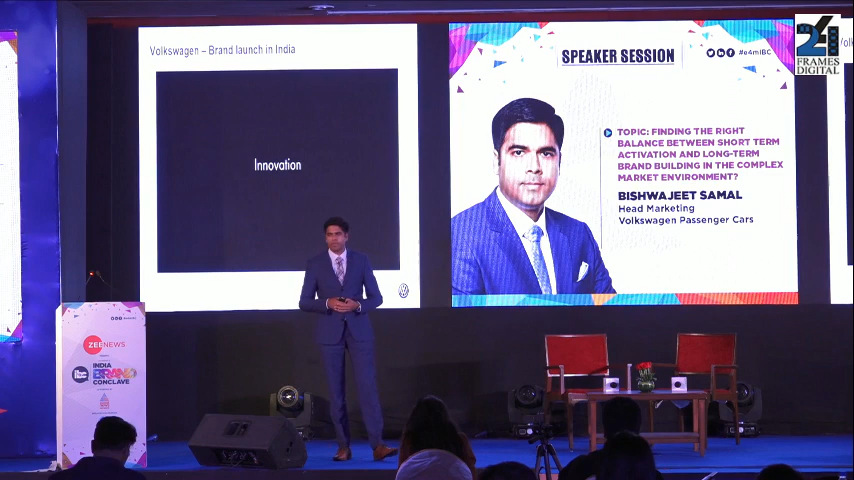 Volkswagen – Brand launch in India
Innovation
SPEAKER SESSION
#e4mIBC
24
FRAMES
DIGITAL
TOPIC: FINDING THE RIGHT
BALANCE BETWEEN SHORT TERM
ACTIVATION AND LONG-TERM
BRAND BUILDING IN THE COMPLEX
MARKET ENVIRONMENT?
BISHWAJEET SAMAL
Head Marketing
Volkswagen Passenger Cars
ZEE NEWS
INDIA
BRAND
CONCLAVE